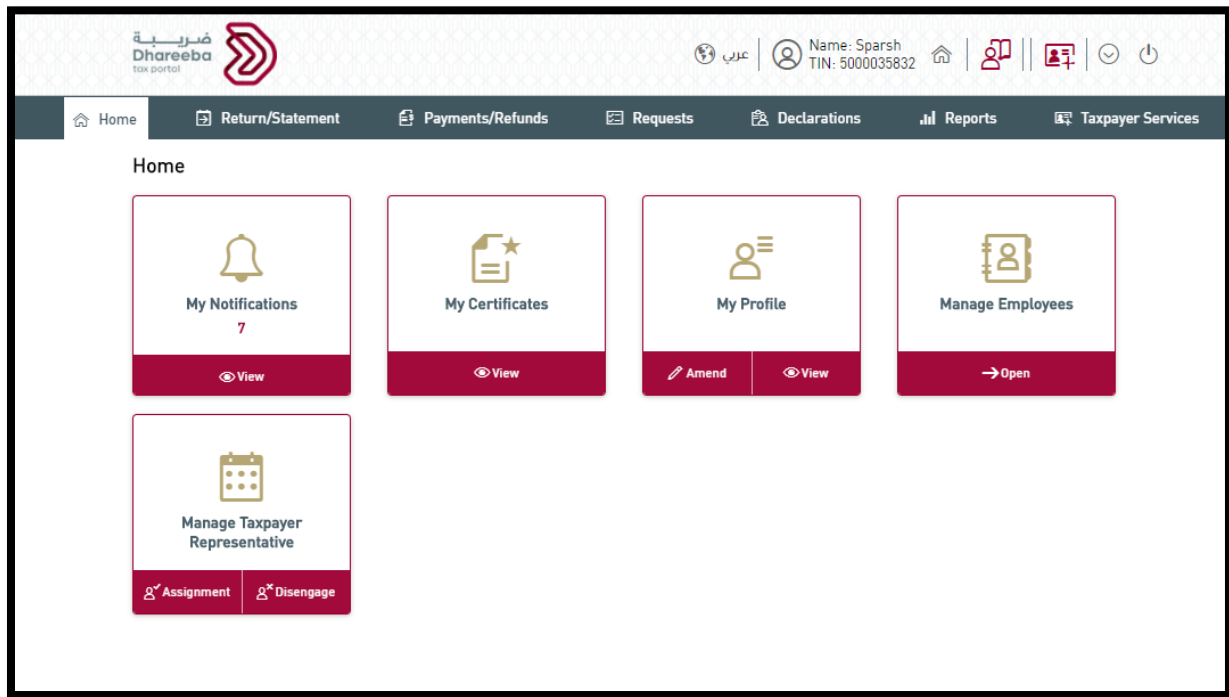 ضريبة
Dhareeba
tax portal
عربي
Name: Sparsh
TIN: 5000035832
Home
Return/Statement
Payments/Refunds
Requests
Declarations
Reports
Taxpayer Services
Home
My Notifications
7
View
My Certificates
View
My Profile
Amend
View
Manage Employees
Open
Manage Taxpayer
Representative
Assignment
Disengage